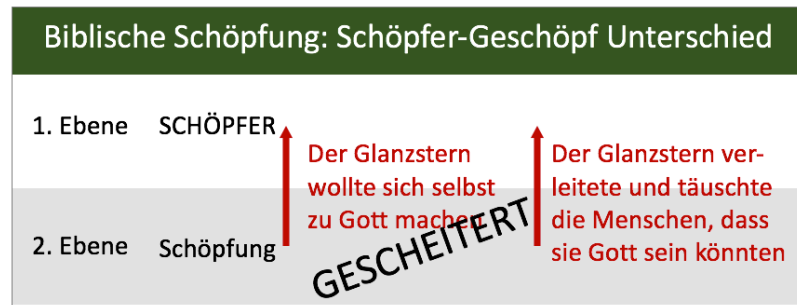 Biblische Schöpfung: Schöpfer-Geschöpf Unterschied
1. Ebene SCHÖPFER
Der Glanzstern
wollte sich selbst
zu Gott machen
Der Glanzstern ver-
leitete und täuschte
die Menschen, dass
sie Gott sein könnten
2. Ebene Schöpfung
GESCHEITERT